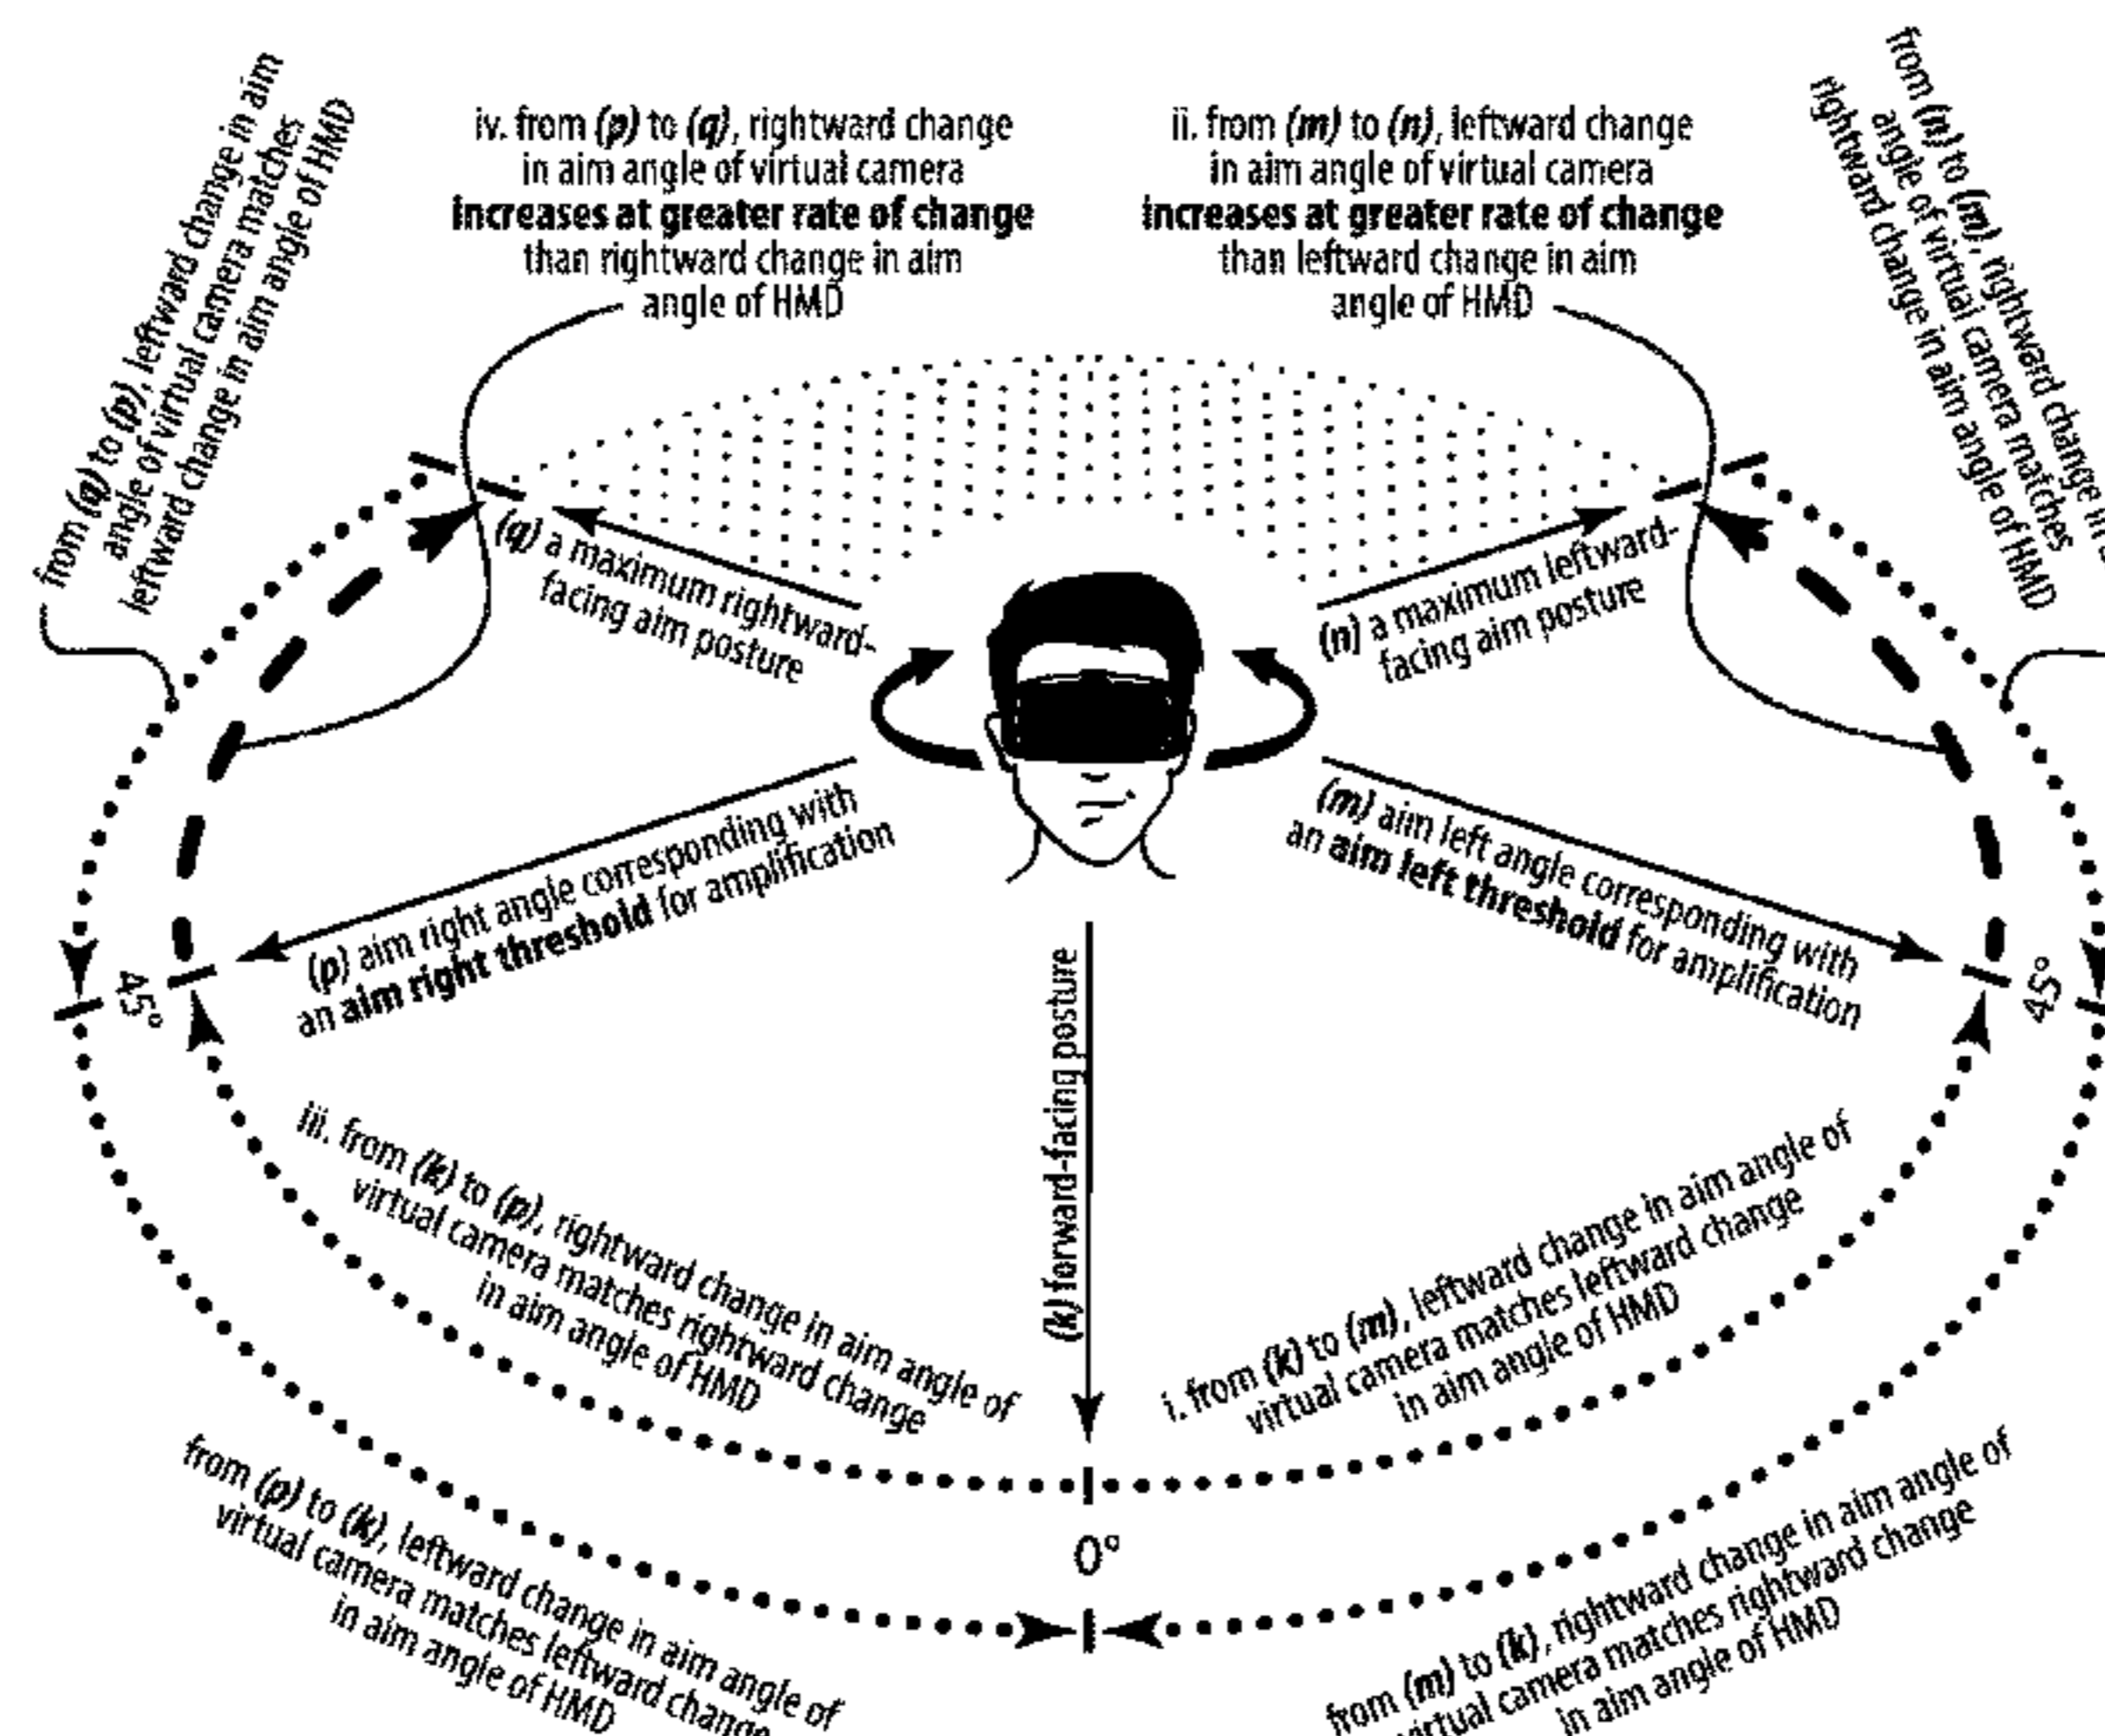 from (q) to (p), leftward change in aim
angle of virtual camera matches
leftward change in aim angle of HMD
iv. from (p) to (q), rightward change
in aim angle of virtual camera
increases at greater rate of change
than rightward change in aim
angle of HMD
ii. from (m) to (n), leftward change
in aim angle of virtual camera
increases at greater rate of change
than leftward change in aim
angle of HMD
from (n) to (m), rightward change in
angle of virtual camera matches
rightward change in aim angle of HMD
(q) a maximum rightward-
facing aim posture
(n) a maximum leftward-
facing aim posture
(p) aim right angle corresponding with
an aim right threshold for amplification
(m) aim left angle corresponding with
an aim left threshold for amplification
45°
45°
(k) forward-facing posture
iii. from (k) to (p), rightward change in aim angle of
virtual camera matches rightward change
in aim angle of HMD
i. from (k) to (m), leftward change in aim angle of
virtual camera matches leftward change
in aim angle of HMD
0°
from (p) to (k), leftward change in aim angle of
virtual camera matches leftward change
in aim angle of HMD
from (m) to (k), rightward change in aim angle of
virtual camera matches rightward change
in aim angle of HMD